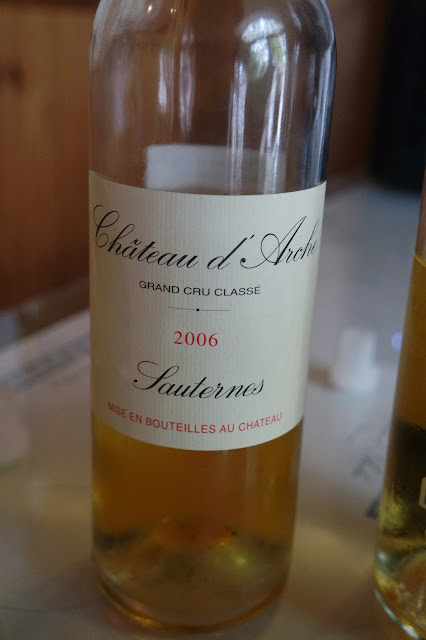 Château d'Arche
GRAND CRU CLASSÉ
2006
Sauternes
MISE EN BOUTEILLES AU CHATEAU